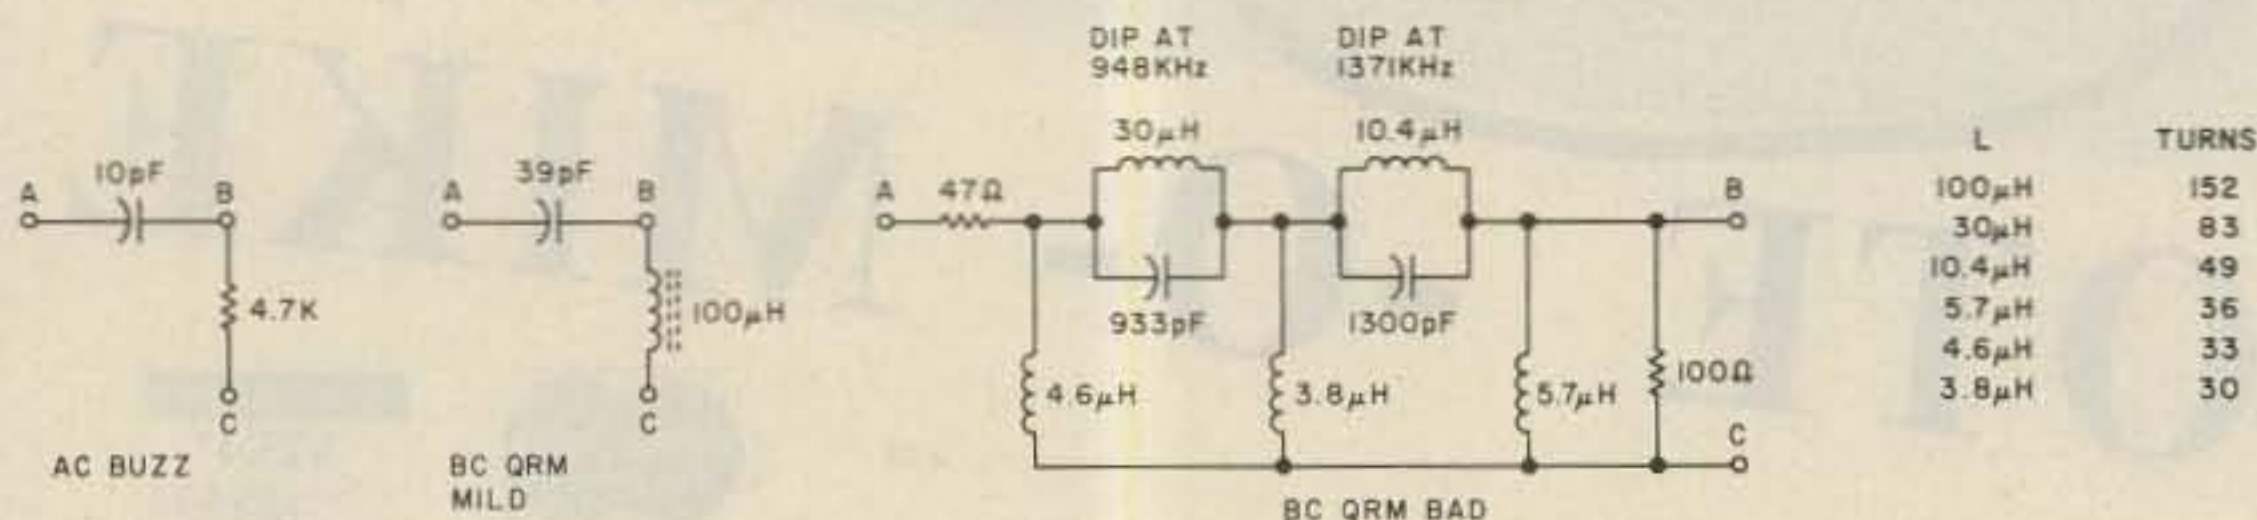 A
10pF
B
4.7K
C
AC BUZZ
A
39pF
B
100µH
C
BC QRM
MILD
DIP AT
948KHz
DIP AT
1371KHz
30µH
10.4µH
A
47Ω
B
933pF
1300pF
4.6µH
3.8µH
5.7µH
100Ω
C
BC QRM BAD
L TURNS
100µH 152
30µH 83
10.4µH 49
5.7µH 36
4.6µH 33
3.8µH 30